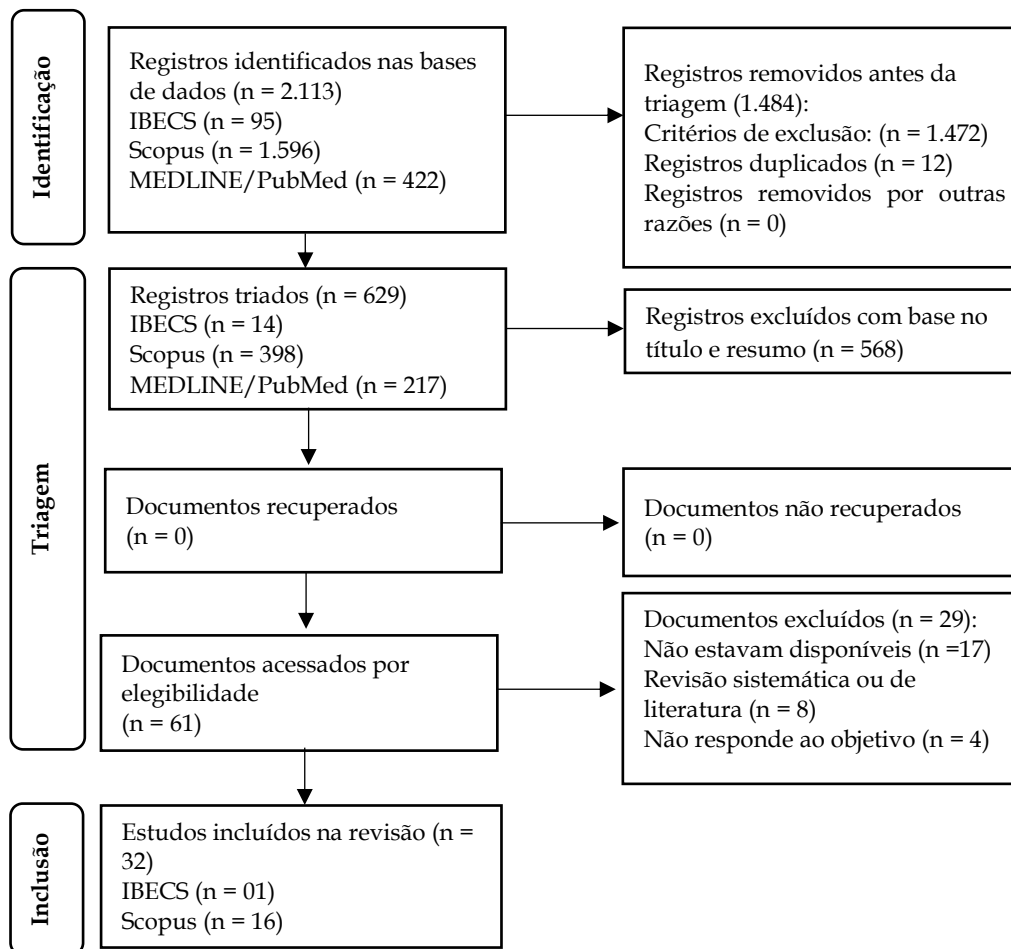 Identificação
Registros identificados nas bases
de dados (n = 2.113)
IBECS (n = 95)
Scopus (n = 1.596)
MEDLINE/PubMed (n = 422)
Registros removidos antes da
triagem (1.484):
Critérios de exclusão: (n = 1.472)
Registros duplicados (n = 12)
Registros removidos por outras
razões (n = 0)
Triagem
Registros triados (n = 629)
IBECS (n = 14)
Scopus (n = 398)
MEDLINE/PubMed (n = 217)
Registros excluídos com base no
título e resumo (n = 568)
Documentos recuperados
(n = 0)
Documentos não recuperados
(n = 0)
Documentos acessados por
elegibilidade
(n = 61)
Documentos excluídos (n = 29):
Não estavam disponíveis (n =17)
Revisão sistemática ou de
literatura (n = 8)
Não responde ao objetivo (n = 4)
Inclusão
Estudos incluídos na revisão (n =
32)
IBECS (n = 01)
Scopus (n = 16)